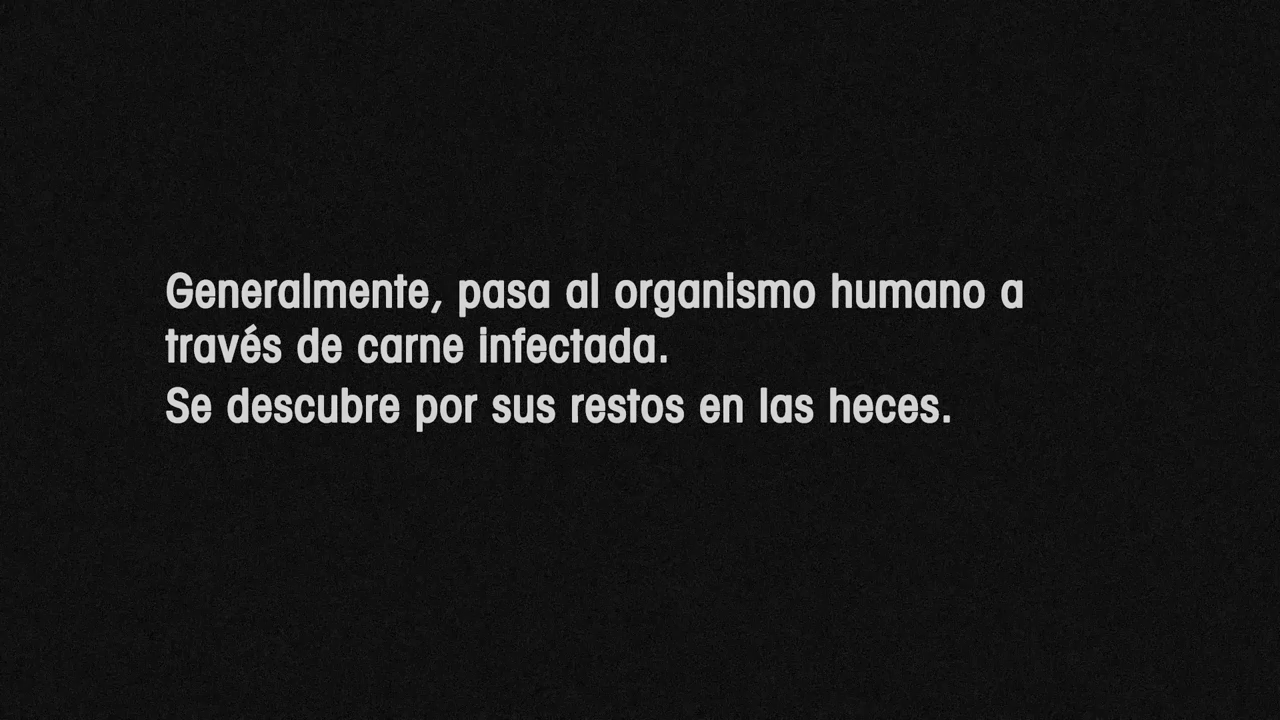 Generalmente, pasa al organismo humano a
través de carne infectada.
Se descubre por sus restos en las heces.